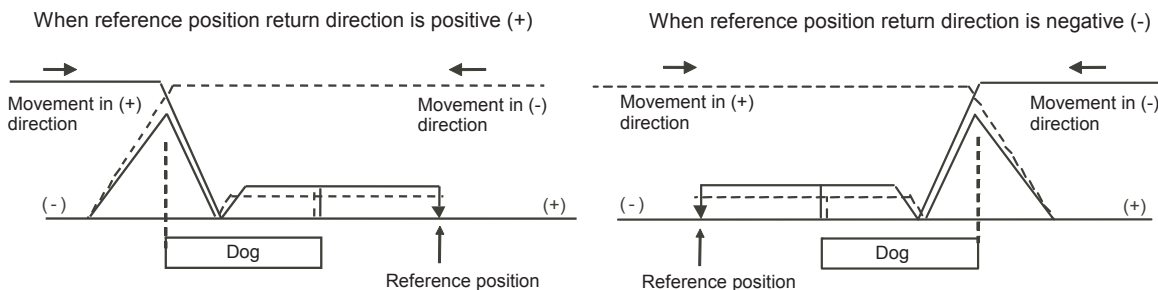 When reference position return direction is positive (+)
Movement in (+)
direction
Movement in (-)
direction
(-)
(+)
Dog
Reference position
When reference position return direction is negative (-)
Movement in (+)
direction
Movement in (-)
direction
(-)
(+)
Dog
Reference position